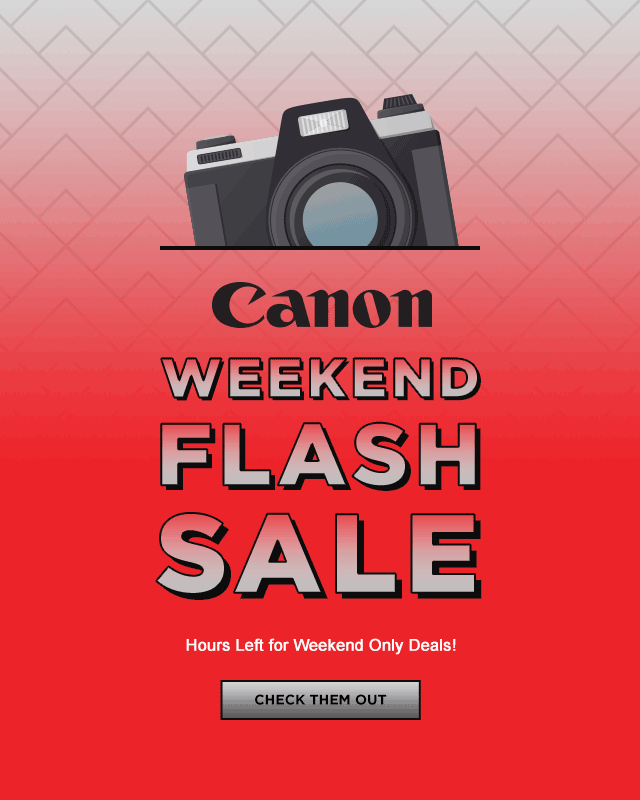 Canon
WEEKEND
FLASH
SALE
Hours Left for Weekend Only Deals!
CHECK THEM OUT